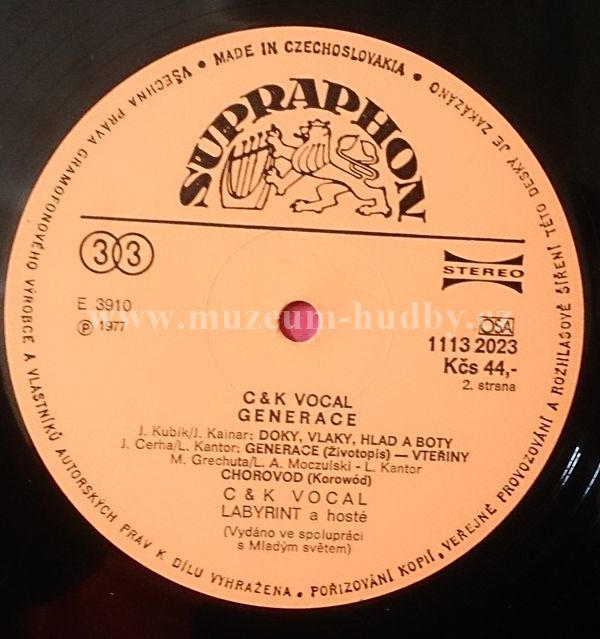 • MADE IN CZECHOSLOVAKIA •
VŠECHNA PRÁVA GRAMOFONOVÉHO VÝROBCE A VLASTNÍKŮ AUTORSKÝCH PRÁV K DÍLU VYHRAŽENA. • POŘIZOVÁNÍ KOPIÍ, VEŘEJNÉ PROVOZOVÁNÍ A ROZHLASOVÉ ŠÍŘENÍ TÉTO DESKY JE ZAKÁZÁNO
SUPRAPHON
33
STEREO
E 3910
℗ 1977
www.muzeum-hudby.cz
OSA
1113 2023
Kčs 44,-
2. strana
C & K VOCAL
GENERACE
J. Kubík/J. Kainar: DOKY, VLAKY, HLAD A BOTY
J. Cerha/L. Kantor: GENERACE (Životopis) — VTEŘINY
M. Grechuta/L. A. Moczulski - L. Kantor
CHOROVOD (Korowód)
C & K VOCAL
LABYRINT a hosté
(Vydáno ve spolupráci
s Mladým světem)